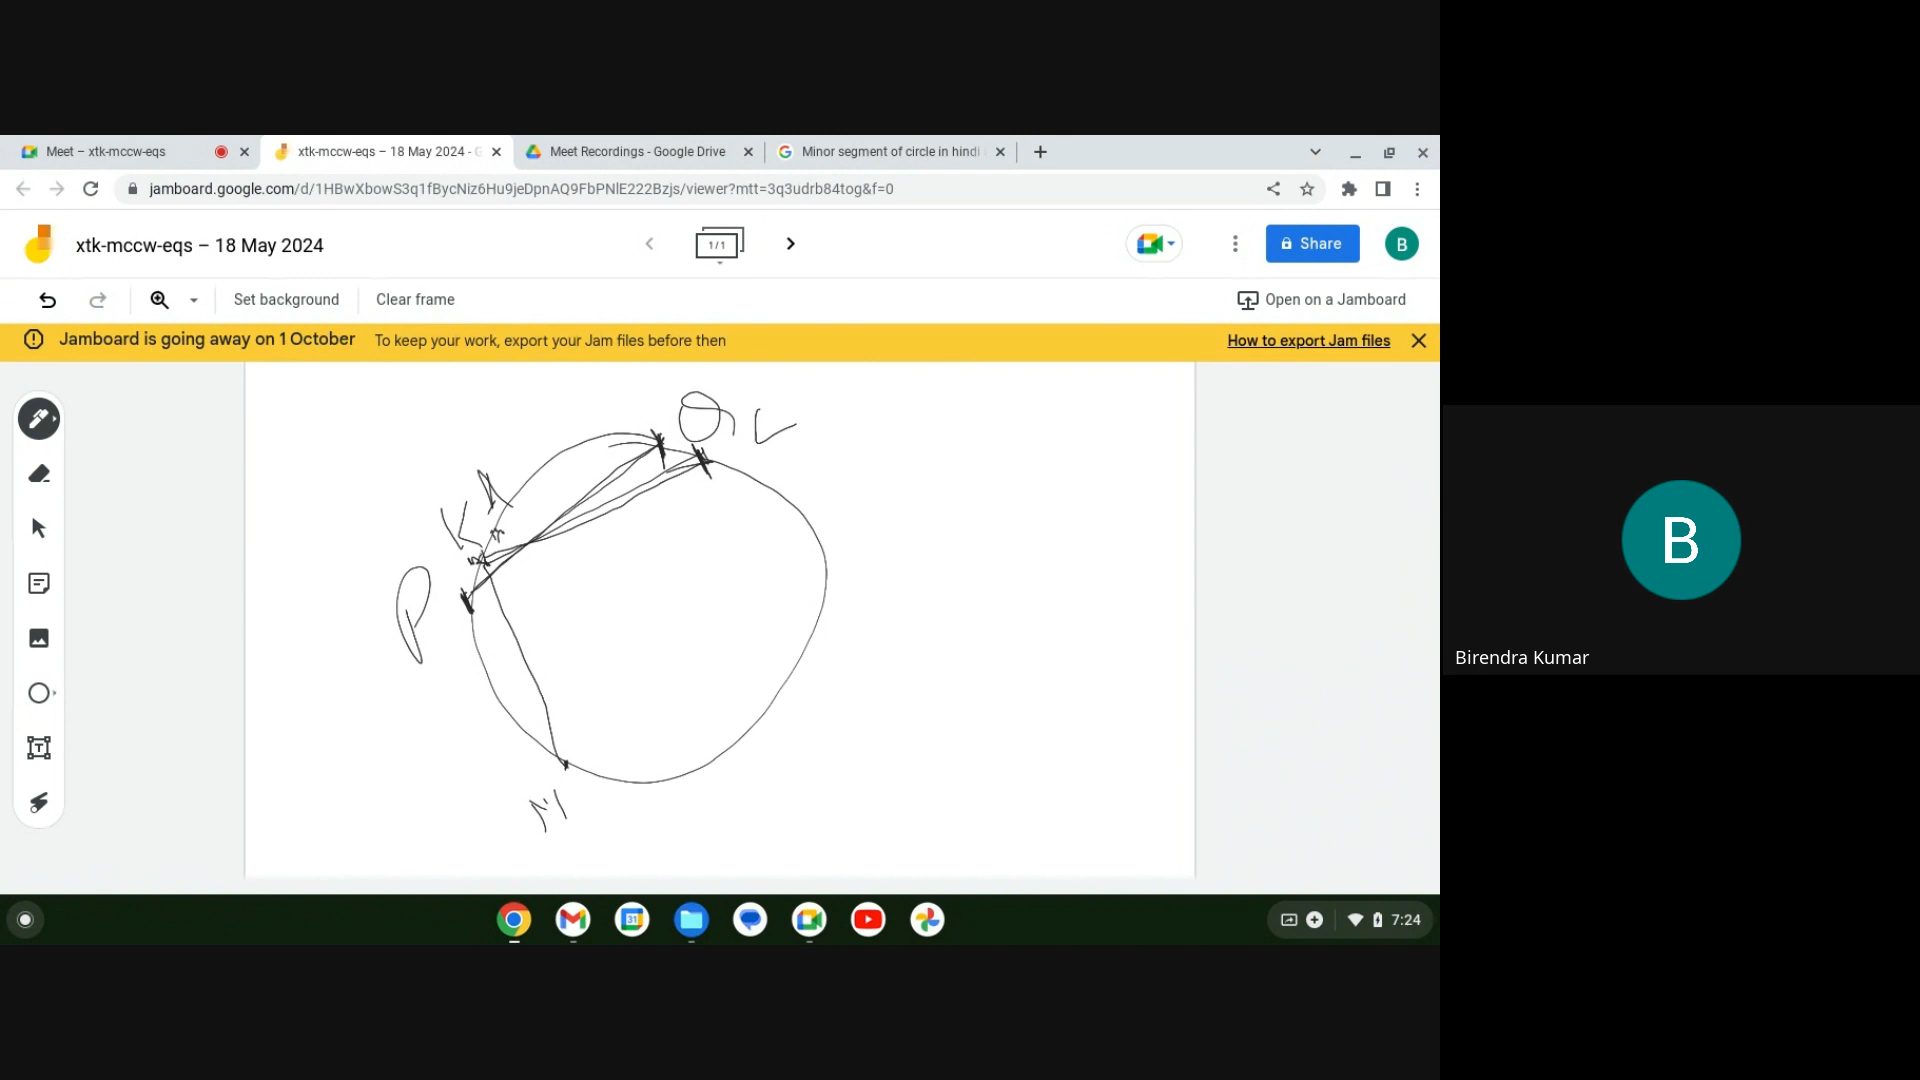 Meet – xtk-mccw-eqs
xtk-mccw-eqs – 18 May 2024 - G
Meet Recordings - Google Drive
Minor segment of circle in hindi
jamboard.google.com/d/1HBwXbowS3q1fBycNiz6Hu9jeDpnAQ9FbPNlE222Bzjs/viewer?mtt=3q3udrb84tog&f=0
xtk-mccw-eqs – 18 May 2024
1/1
Share
B
Set background
Clear frame
Open on a Jamboard
Jamboard is going away on 1 October
To keep your work, export your Jam files before then
How to export Jam files
L
K
P
M
B
Birendra Kumar
31
7:24